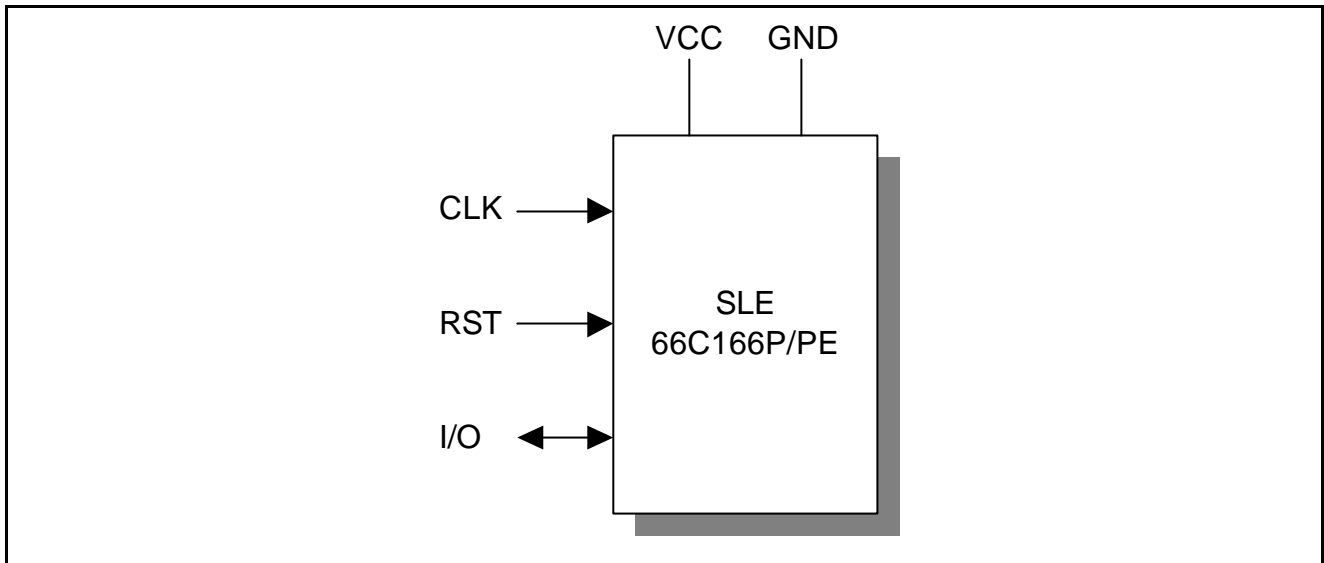 VCC GND
CLK
RST
I/O
SLE
66C166P/PE